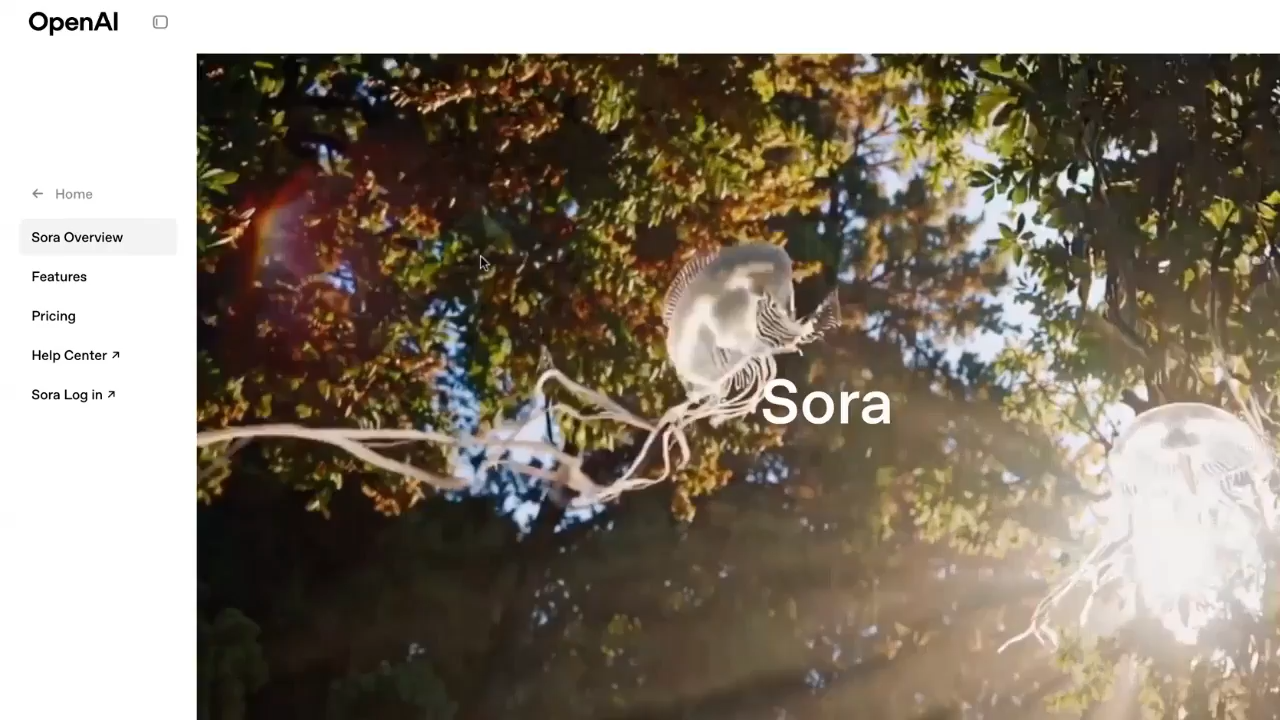 OpenAI
Home
Sora Overview
Features
Pricing
Help Center ↗
Sora Log in ↗
Sora